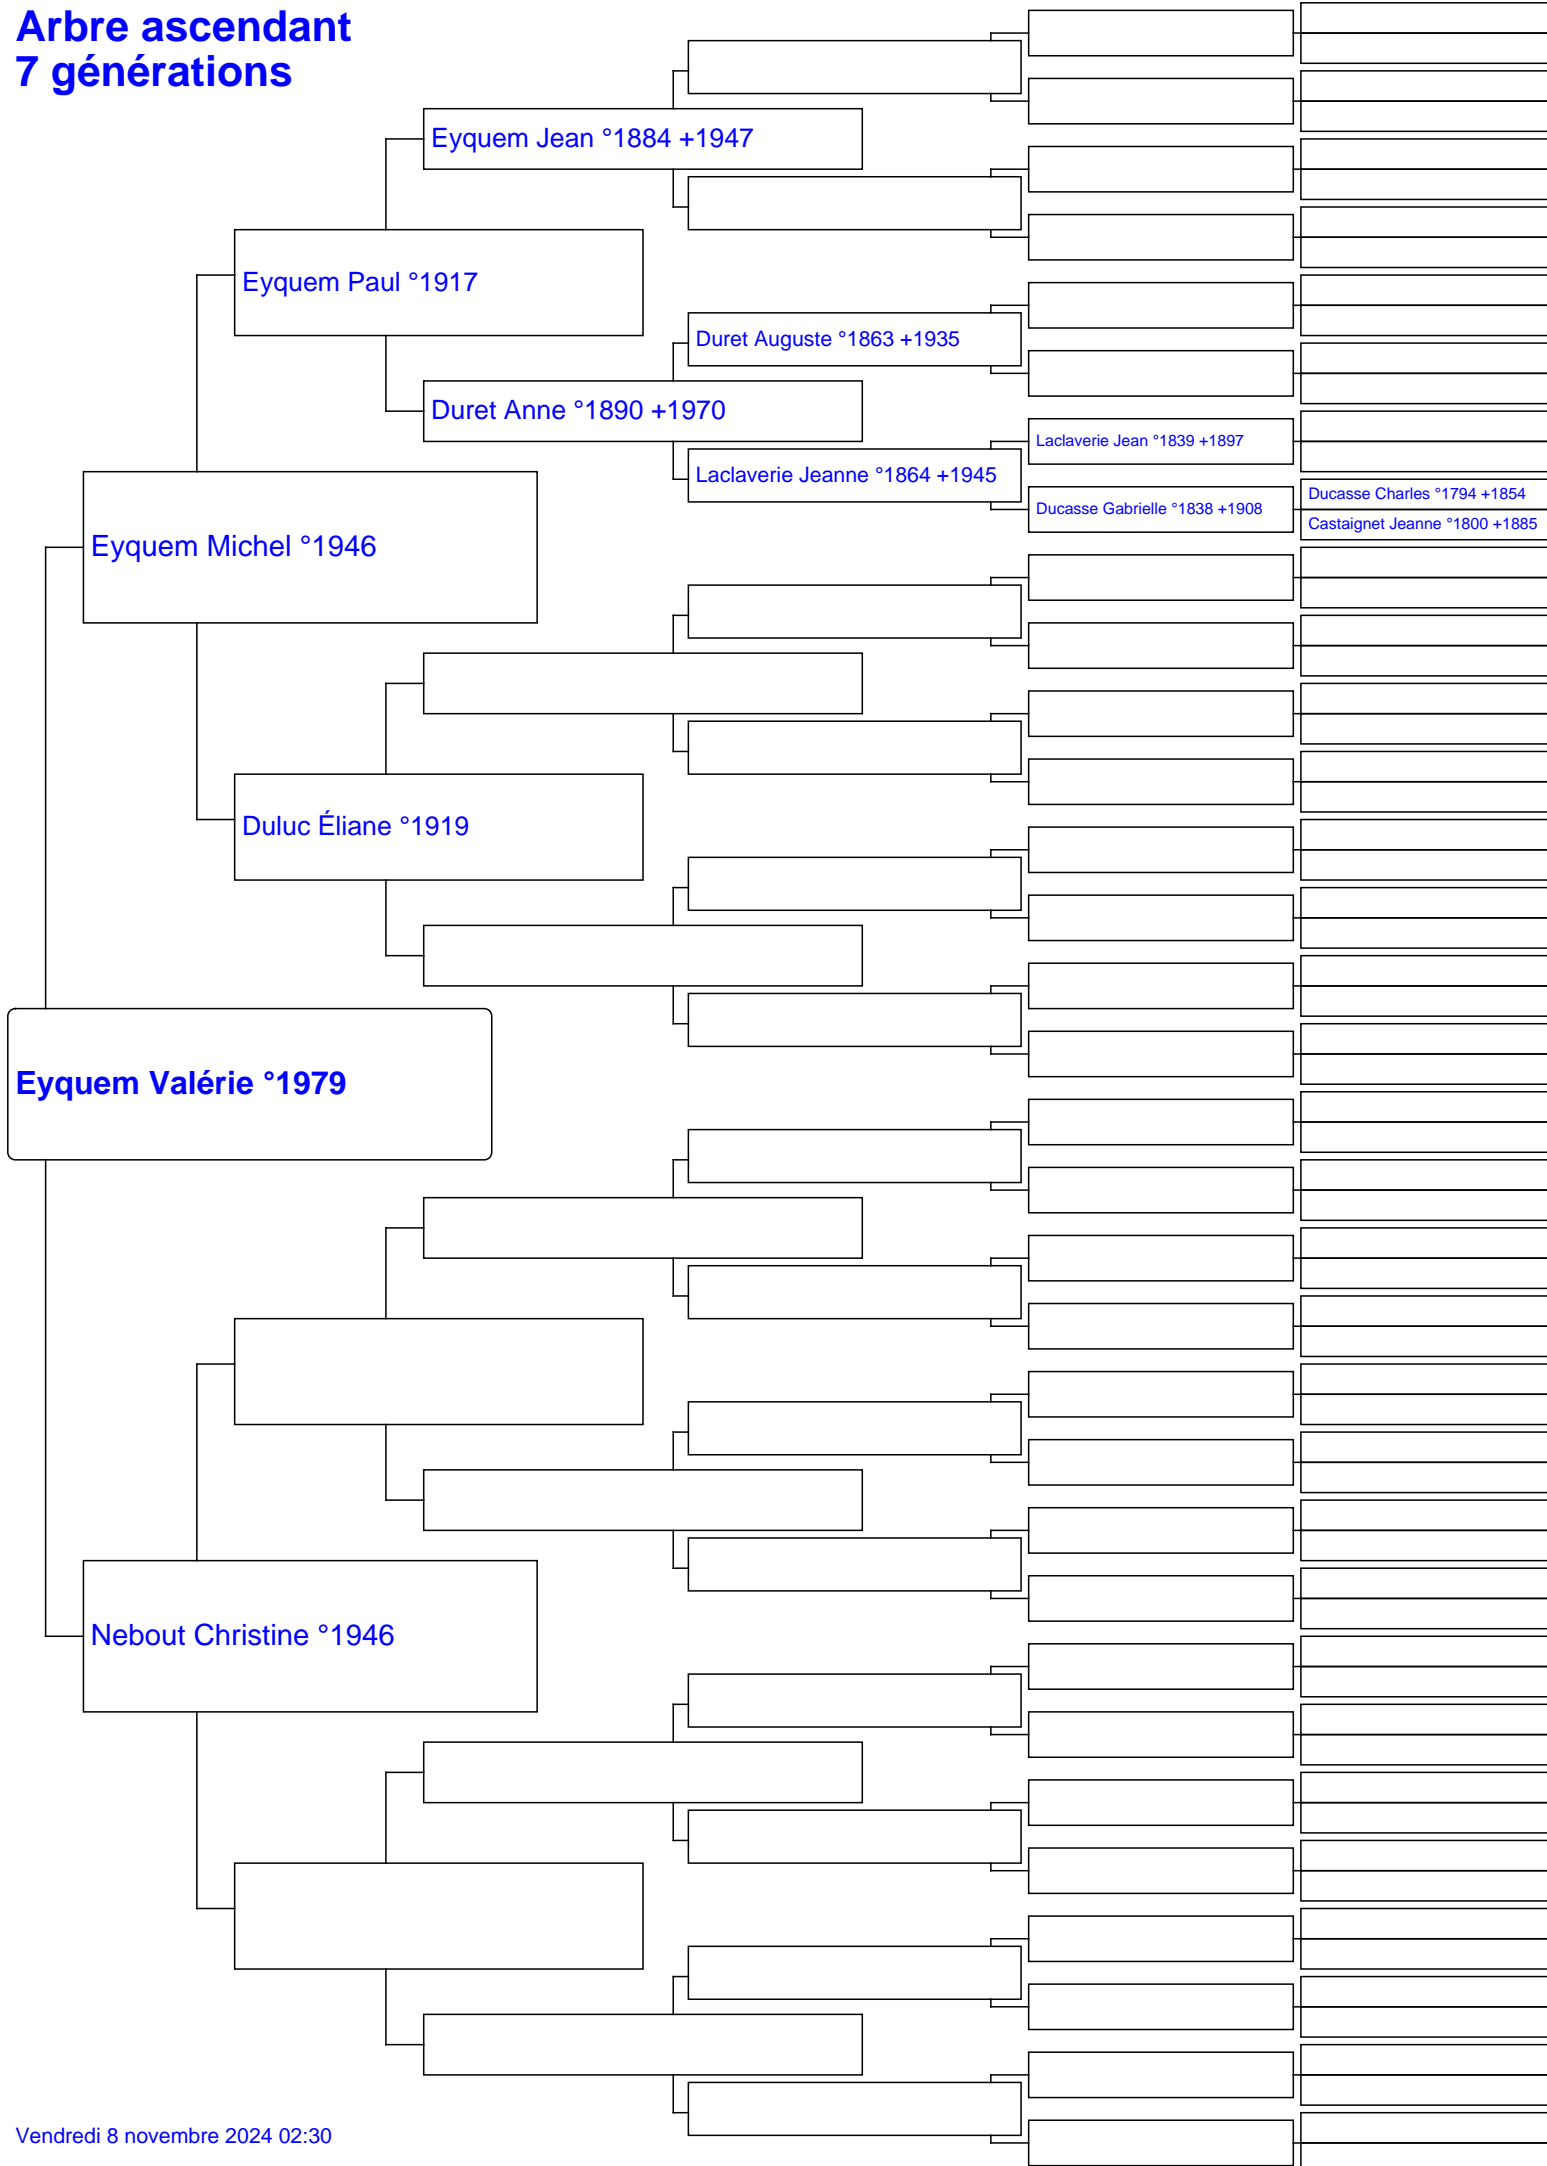 Arbre ascendant
7 générations
Eyquem Jean °1884 +1947
Eyquem Paul °1917
Duret Auguste °1863 +1935
Duret Anne °1890 +1970
Laclaverie Jean °1839 +1897
Laclaverie Jeanne °1864 +1945
Ducasse Charles °1794 +1854
Ducasse Gabrielle °1838 +1908
Castaignet Jeanne °1800 +1885
Eyquem Michel °1946
Duluc Éliane °1919
Eyquem Valérie °1979
Nebout Christine °1946
Vendredi 8 novembre 2024 02:30